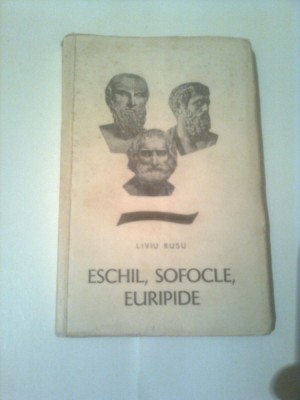 LIVIU RUSU
ESCHIL, SOFOCLE,
EURIPIDE